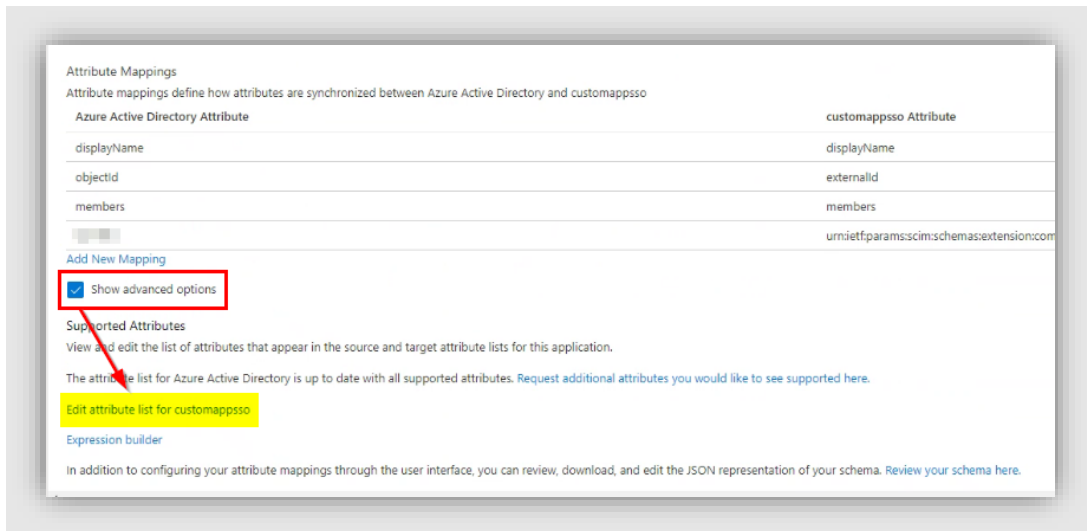 Attribute Mappings
Attribute mappings define how attributes are synchronized between Azure Active Directory and customappsso
Azure Active Directory Attribute customappsso Attribute
displayName displayName
objectId externalId
members members
urn:ietf:params:scim:schemas:extension:com
Add New Mapping
Show advanced options
Supported Attributes
View and edit the list of attributes that appear in the source and target attribute lists for this application.
The attribute list for Azure Active Directory is up to date with all supported attributes. Request additional attributes you would like to see supported here.
Edit attribute list for customappsso
Expression builder
In addition to configuring your attribute mappings through the user interface, you can review, download, and edit the JSON representation of your schema. Review your schema here.